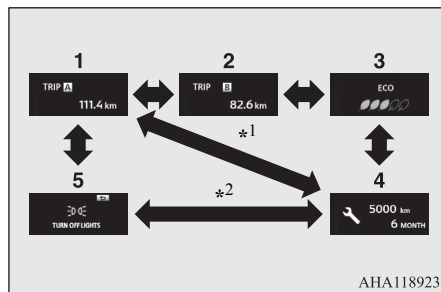 1
2
3
TRIP A
111.4 km
TRIP B
82.6 km
ECO
*1
5
*2
4
TURN OFF LIGHTS
5000 km
6 MONTH
AHA118923